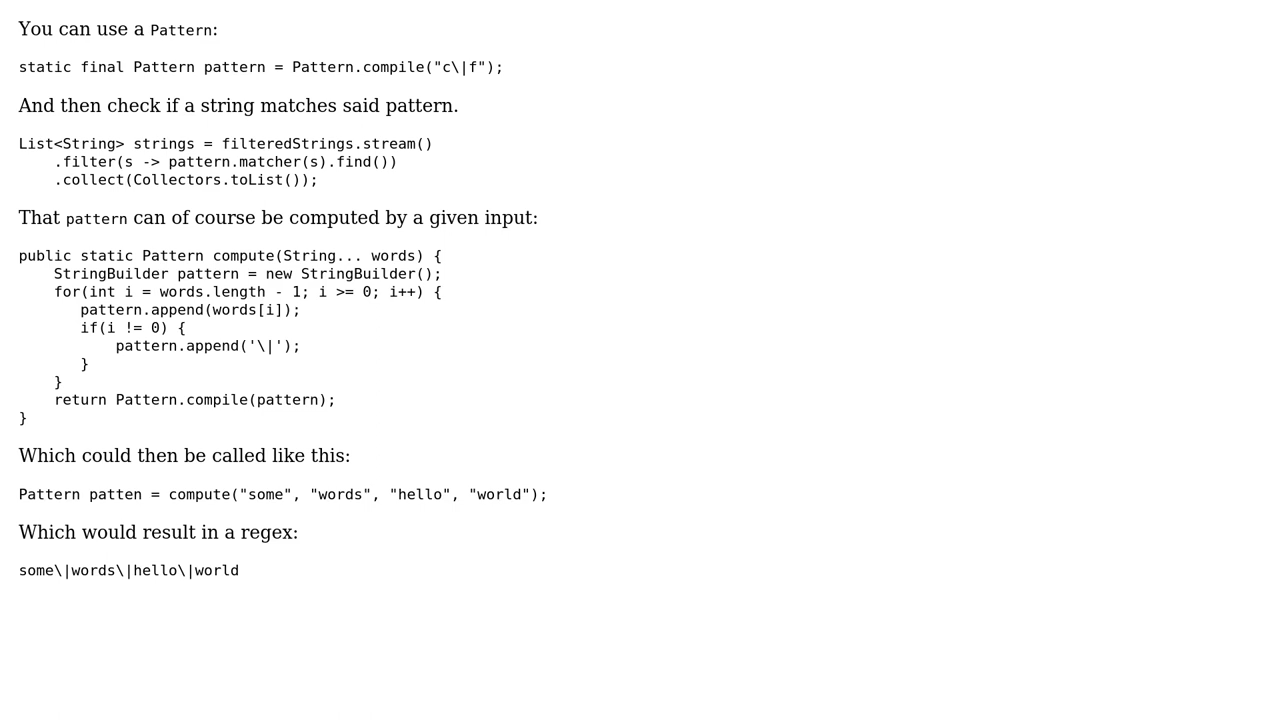 You can use a Pattern:
static final Pattern pattern = Pattern.compile("c\|f");
And then check if a string matches said pattern.
List<String> strings = filteredStrings.stream()
    .filter(s -> pattern.matcher(s).find())
    .collect(Collectors.toList());
That pattern can of course be computed by a given input:
public static Pattern compute(String... words) {
    StringBuilder pattern = new StringBuilder();
    for(int i = words.length - 1; i >= 0; i++) {
       pattern.append(words[i]);
       if(i != 0) {
           pattern.append('\|');
       }
    }
    return Pattern.compile(pattern);
}
Which could then be called like this:
Pattern patten = compute("some", "words", "hello", "world");
Which would result in a regex:
some\|words\|hello\|world